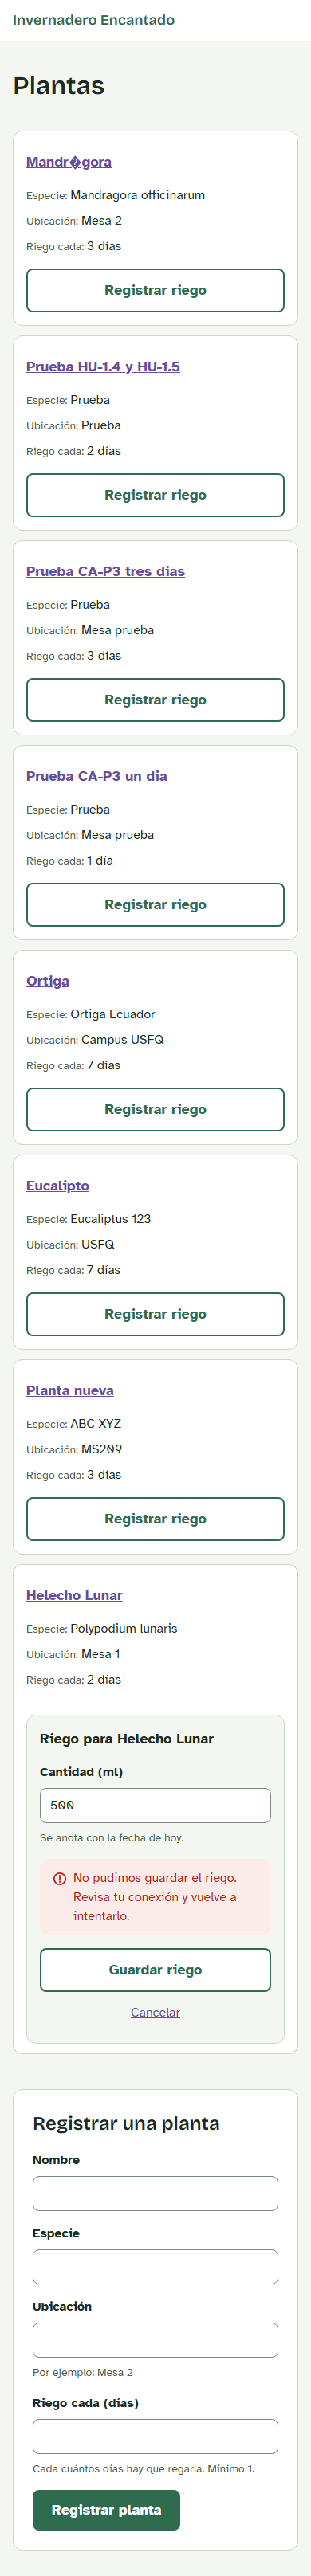 Invernadero Encantado
Plantas
Mandr�gora
Especie: Mandragora officinarum
Ubicación: Mesa 2
Riego cada: 3 días
Registrar riego
Prueba HU-1.4 y HU-1.5
Especie: Prueba
Ubicación: Prueba
Riego cada: 2 días
Registrar riego
Prueba CA-P3 tres dias
Especie: Prueba
Ubicación: Mesa prueba
Riego cada: 3 días
Registrar riego
Prueba CA-P3 un dia
Especie: Prueba
Ubicación: Mesa prueba
Riego cada: 1 día
Registrar riego
Ortiga
Especie: Ortiga Ecuador
Ubicación: Campus USFQ
Riego cada: 7 días
Registrar riego
Eucalipto
Especie: Eucaliptus 123
Ubicación: USFQ
Riego cada: 7 días
Registrar riego
Planta nueva
Especie: ABC XYZ
Ubicación: MS209
Riego cada: 3 días
Registrar riego
Helecho Lunar
Especie: Polypodium lunaris
Ubicación: Mesa 1
Riego cada: 2 días
Riego para Helecho Lunar
Cantidad (ml)
500
Se anota con la fecha de hoy.
No pudimos guardar el riego.
Revisa tu conexión y vuelve a
intentarlo.
Guardar riego
Cancelar
Registrar una planta
Nombre
Especie
Ubicación
Por ejemplo: Mesa 2
Riego cada (días)
Cada cuántos días hay que regarla. Mínimo 1.
Registrar planta